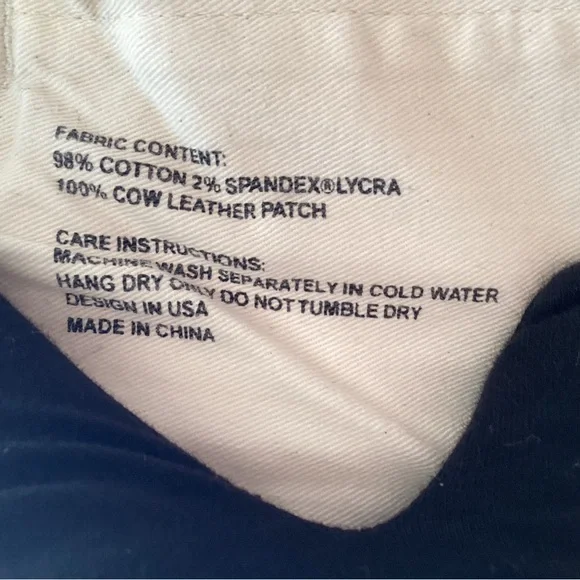 FABRIC CONTENT:
98% COTTON 2% SPANDEX®LYCRA
100% COW LEATHER PATCH
CARE INSTRUCTIONS:
MACHINE WASH SEPARATELY IN COLD WATER
HANG DRY ONLY DO NOT TUMBLE DRY
DESIGN IN USA
MADE IN CHINA